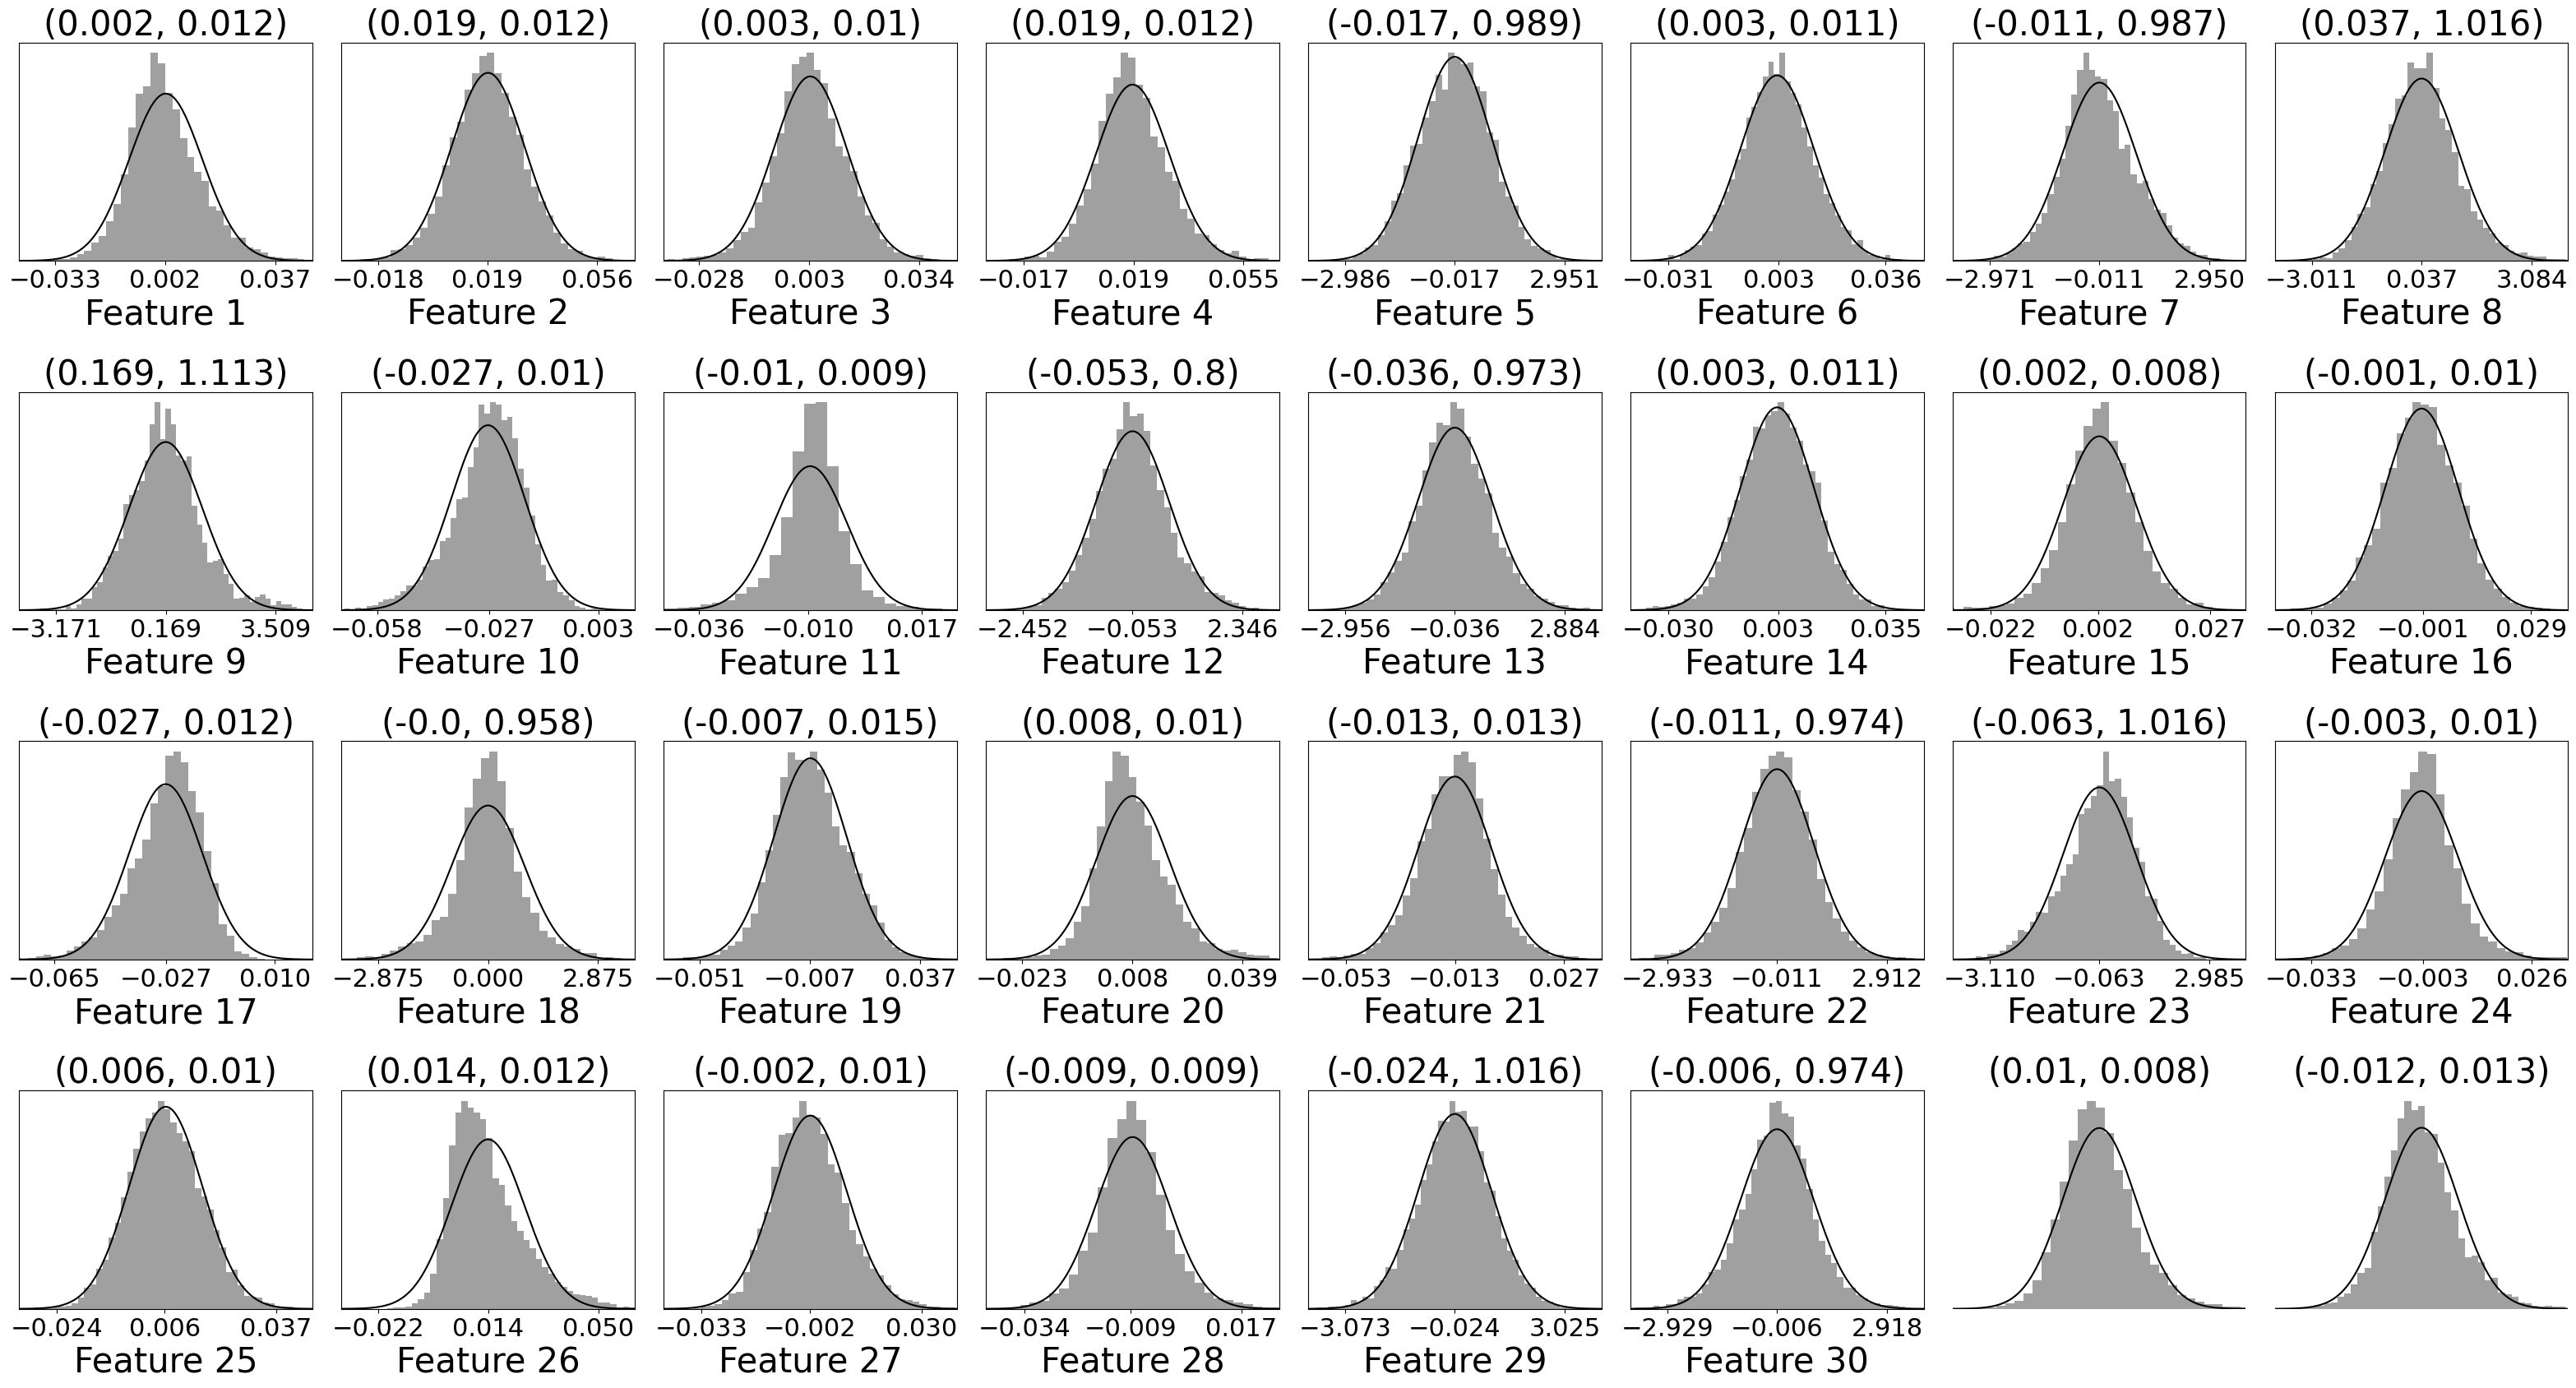 (0.002, 0.012) (0.019, 0.012) (0.003, 0.01) (0.019, 0.012) (-0.017, 0.989) (0.003, 0.011) (-0.011, 0.987) (0.037, 1.016)
−0.033 0.002 0.037 −0.018 0.019 0.056 −0.028 0.003 0.034 −0.017 0.019 0.055 −2.986 −0.017 2.951 −0.031 0.003 0.036 −2.971 −0.011 2.950 −3.011 0.037 3.084
Feature 1 Feature 2 Feature 3 Feature 4 Feature 5 Feature 6 Feature 7 Feature 8
(0.169, 1.113) (-0.027, 0.01) (-0.01, 0.009) (-0.053, 0.8) (-0.036, 0.973) (0.003, 0.011) (0.002, 0.008) (-0.001, 0.01)
−3.171 0.169 3.509 −0.058 −0.027 0.003 −0.036 −0.010 0.017 −2.452 −0.053 2.346 −2.956 −0.036 2.884 −0.030 0.003 0.035 −0.022 0.002 0.027 −0.032 −0.001 0.029
Feature 9 Feature 10 Feature 11 Feature 12 Feature 13 Feature 14 Feature 15 Feature 16
(-0.027, 0.012) (-0.0, 0.958) (-0.007, 0.015) (0.008, 0.01) (-0.013, 0.013) (-0.011, 0.974) (-0.063, 1.016) (-0.003, 0.01)
−0.065 −0.027 0.010 −2.875 0.000 2.875 −0.051 −0.007 0.037 −0.023 0.008 0.039 −0.053 −0.013 0.027 −2.933 −0.011 2.912 −3.110 −0.063 2.985 −0.033 −0.003 0.026
Feature 17 Feature 18 Feature 19 Feature 20 Feature 21 Feature 22 Feature 23 Feature 24
(0.006, 0.01) (0.014, 0.012) (-0.002, 0.01) (-0.009, 0.009) (-0.024, 1.016) (-0.006, 0.974) (0.01, 0.008) (-0.012, 0.013)
−0.024 0.006 0.037 −0.022 0.014 0.050 −0.033 −0.002 0.030 −0.034 −0.009 0.017 −3.073 −0.024 3.025 −2.929 −0.006 2.918
Feature 25 Feature 26 Feature 27 Feature 28 Feature 29 Feature 30